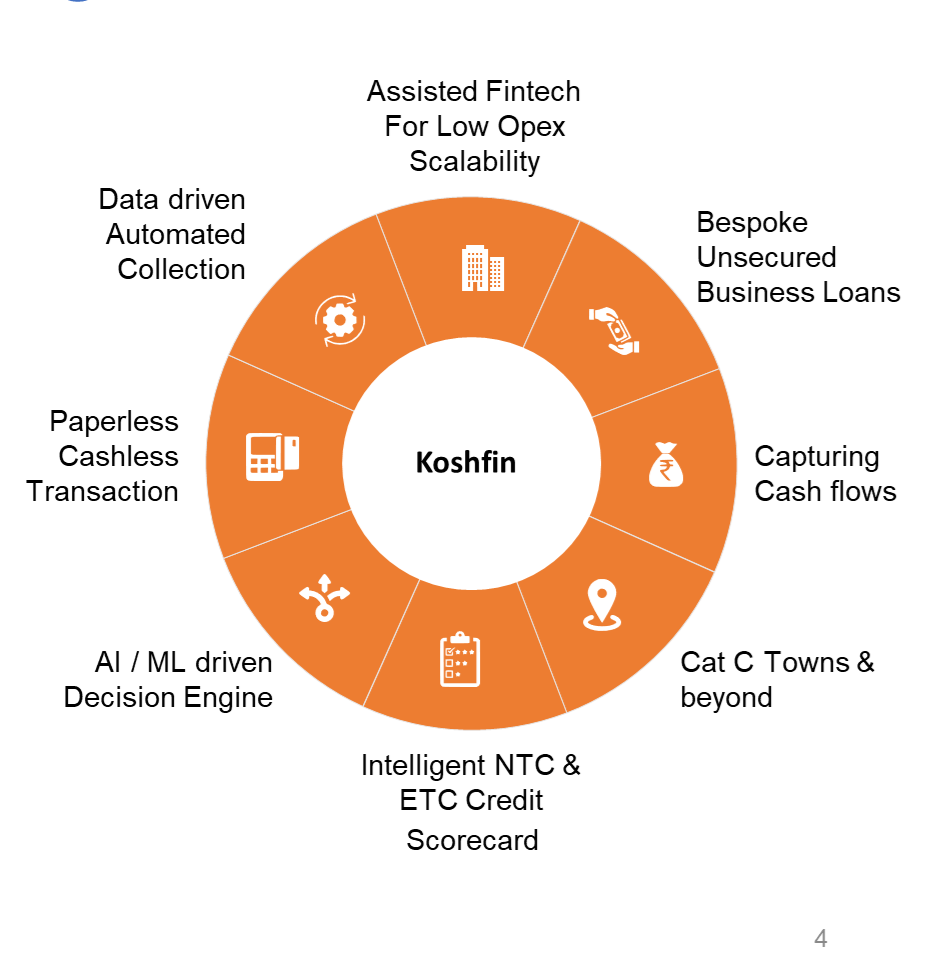 Assisted Fintech
For Low Opex
Scalability
Bespoke
Unsecured
Business Loans
Capturing
Cash flows
Cat C Towns &
beyond
Intelligent NTC &
ETC Credit
Scorecard
AI / ML driven
Decision Engine
Paperless
Cashless
Transaction
Data driven
Automated
Collection
Koshfin
₹
4